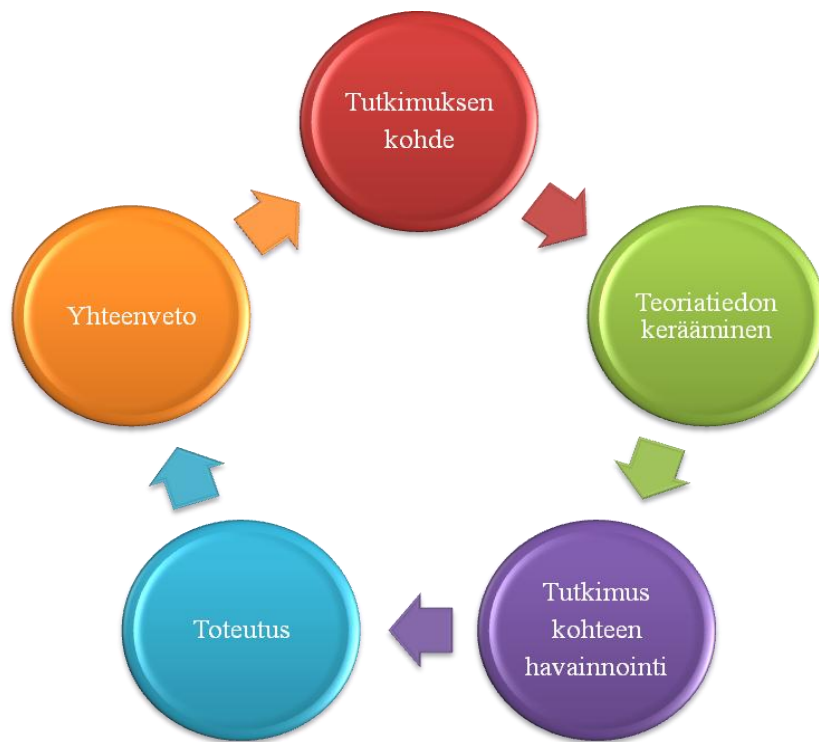 Tutkimuksen
kohde
Teoriatiedon
kerääminen
Tutkimus
kohteen
havainnointi
Toteutus
Yhteenveto